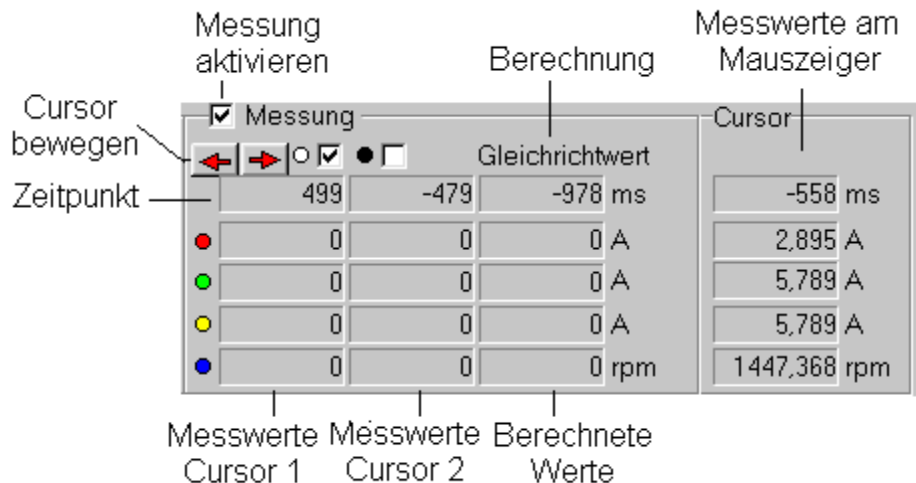 Messung
aktivieren
Berechnung
Messwerte am
Mauszeiger
Cursor
bewegen
Messung
Cursor
Gleichrichtwert
Zeitpunkt
499 -479 -978 ms -558 ms
0 0 0 A 2,895 A
0 0 0 A 5,789 A
0 0 0 A 5,789 A
0 0 0 rpm 1447,368 rpm
Messwerte
Cursor 1
Messwerte
Cursor 2
Berechnete
Werte